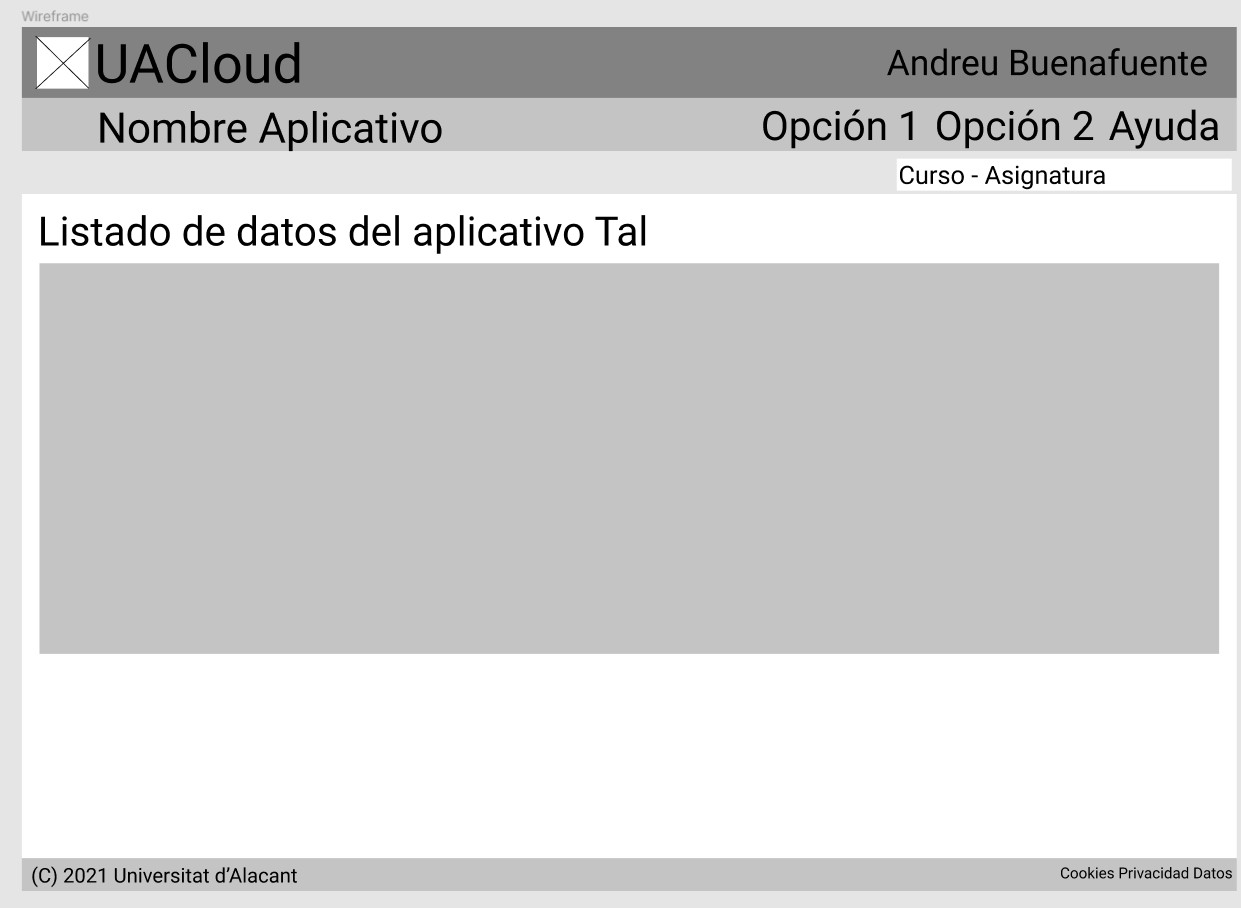 Wireframe
UACloud
Andreu Buenafuente
Nombre Aplicativo
Opción 1 Opción 2 Ayuda
Curso - Asignatura
Listado de datos del aplicativo Tal
(C) 2021 Universitat d’Alacant
Cookies Privacidad Datos